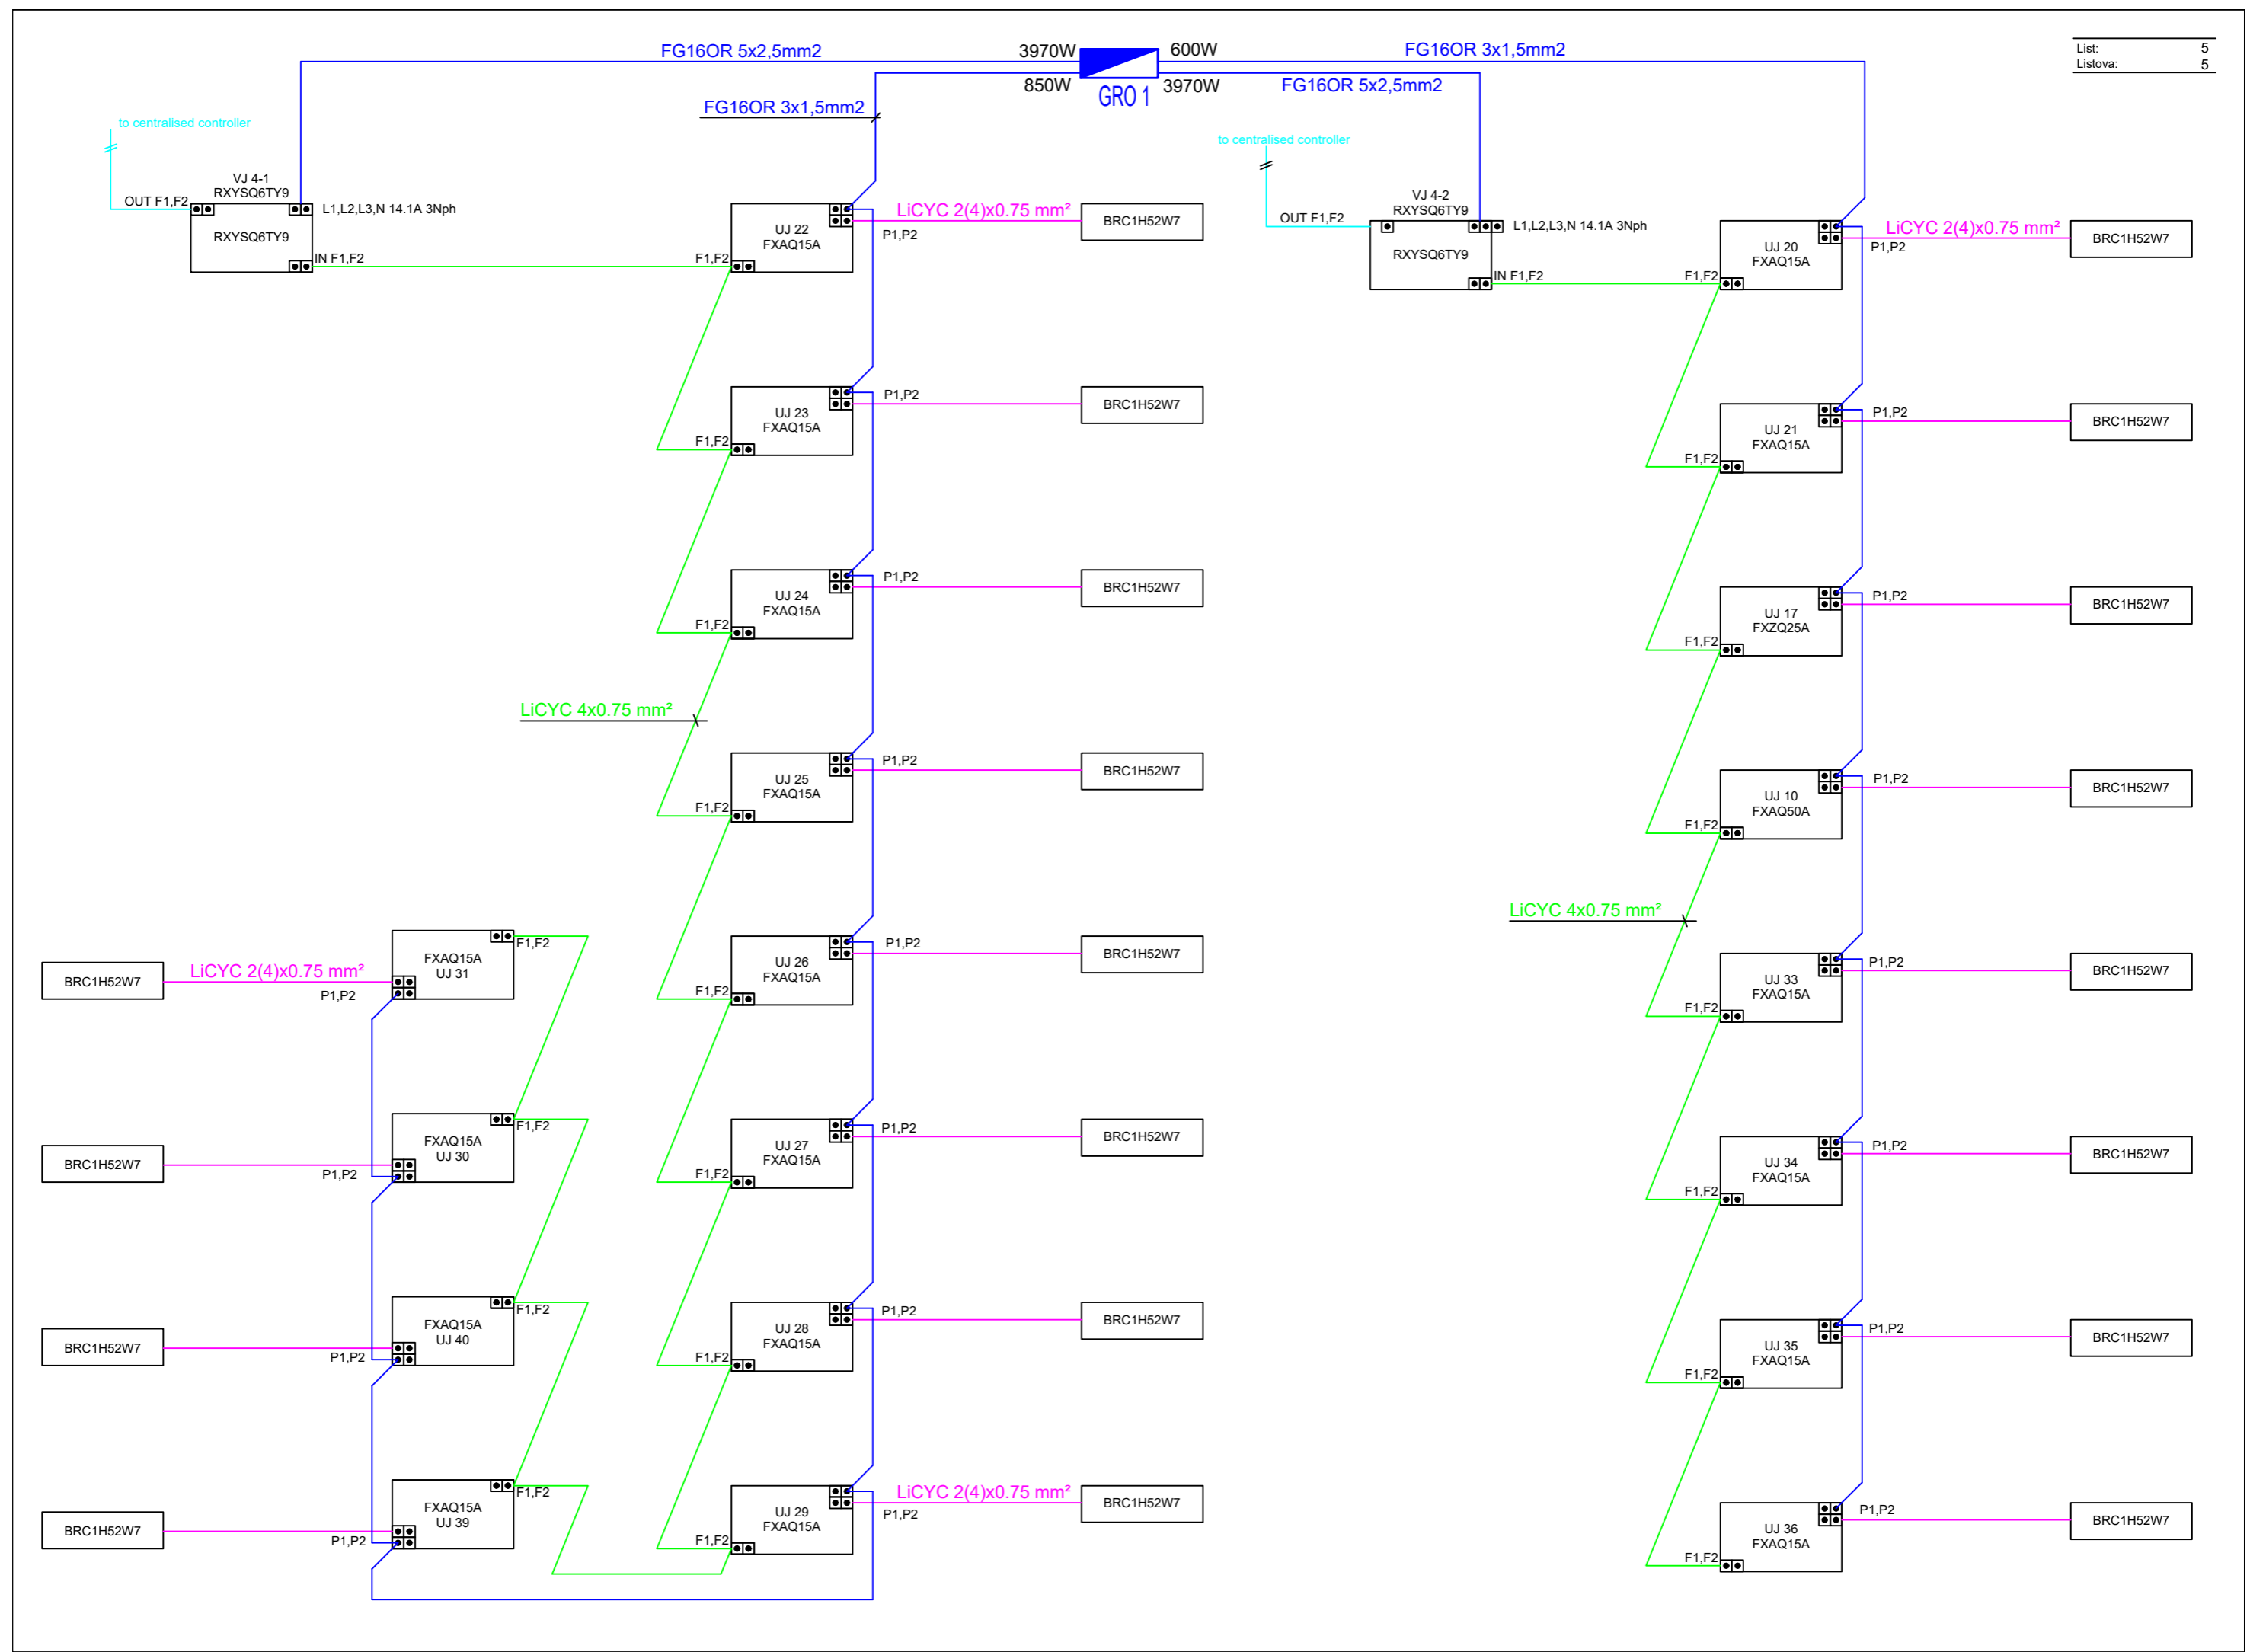 FG16OR 5x2,5mm2
3970W
600W
FG16OR 3x1,5mm2
List: 5
Listova: 5
850W
GRO 1
3970W
FG16OR 5x2,5mm2
FG16OR 3x1,5mm2
to centralised controller
to centralised controller
VJ 4-1
RXYSQ6TY9
OUT F1,F2
L1,L2,L3,N 14.1A 3Nph
RXYSQ6TY9
IN F1,F2
F1,F2
UJ 22
FXAQ15A
LiCYC 2(4)x0.75 mm²
P1,P2
BRC1H52W7
VJ 4-2
RXYSQ6TY9
OUT F1,F2
L1,L2,L3,N 14.1A 3Nph
RXYSQ6TY9
IN F1,F2
F1,F2
UJ 20
FXAQ15A
LiCYC 2(4)x0.75 mm²
P1,P2
BRC1H52W7
UJ 23
FXAQ15A
F1,F2
P1,P2
BRC1H52W7
UJ 21
FXAQ15A
F1,F2
P1,P2
BRC1H52W7
UJ 24
FXAQ15A
F1,F2
P1,P2
BRC1H52W7
UJ 17
FXZQ25A
F1,F2
P1,P2
BRC1H52W7
LiCYC 4x0.75 mm²
UJ 25
FXAQ15A
F1,F2
P1,P2
BRC1H52W7
UJ 10
FXAQ50A
F1,F2
P1,P2
BRC1H52W7
LiCYC 4x0.75 mm²
BRC1H52W7
LiCYC 2(4)x0.75 mm²
P1,P2
FXAQ15A
UJ 31
F1,F2
UJ 26
FXAQ15A
F1,F2
P1,P2
BRC1H52W7
UJ 33
FXAQ15A
F1,F2
P1,P2
BRC1H52W7
BRC1H52W7
P1,P2
FXAQ15A
UJ 30
F1,F2
UJ 27
FXAQ15A
F1,F2
P1,P2
BRC1H52W7
UJ 34
FXAQ15A
F1,F2
P1,P2
BRC1H52W7
BRC1H52W7
P1,P2
FXAQ15A
UJ 40
F1,F2
UJ 28
FXAQ15A
F1,F2
P1,P2
BRC1H52W7
UJ 35
FXAQ15A
F1,F2
P1,P2
BRC1H52W7
BRC1H52W7
P1,P2
FXAQ15A
UJ 39
F1,F2
UJ 29
FXAQ15A
F1,F2
LiCYC 2(4)x0.75 mm²
P1,P2
BRC1H52W7
UJ 36
FXAQ15A
F1,F2
P1,P2
BRC1H52W7